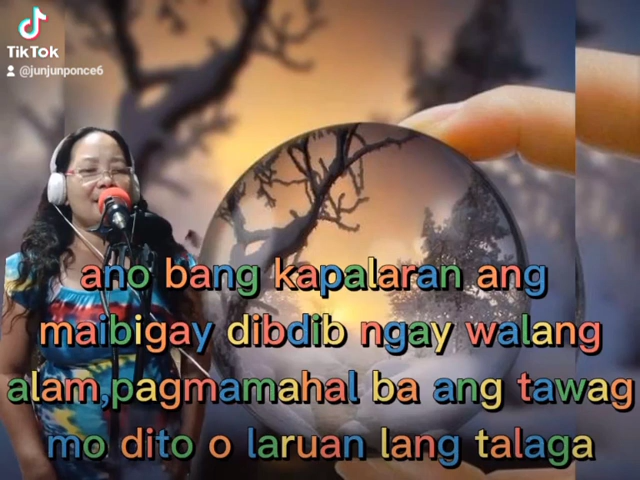 TikTok
@junjunponce6
ano bang kapalaran ang
maibigay dibdib ngay walang
alam,pagmamahal ba ang tawag
mo dito o laruan lang talaga